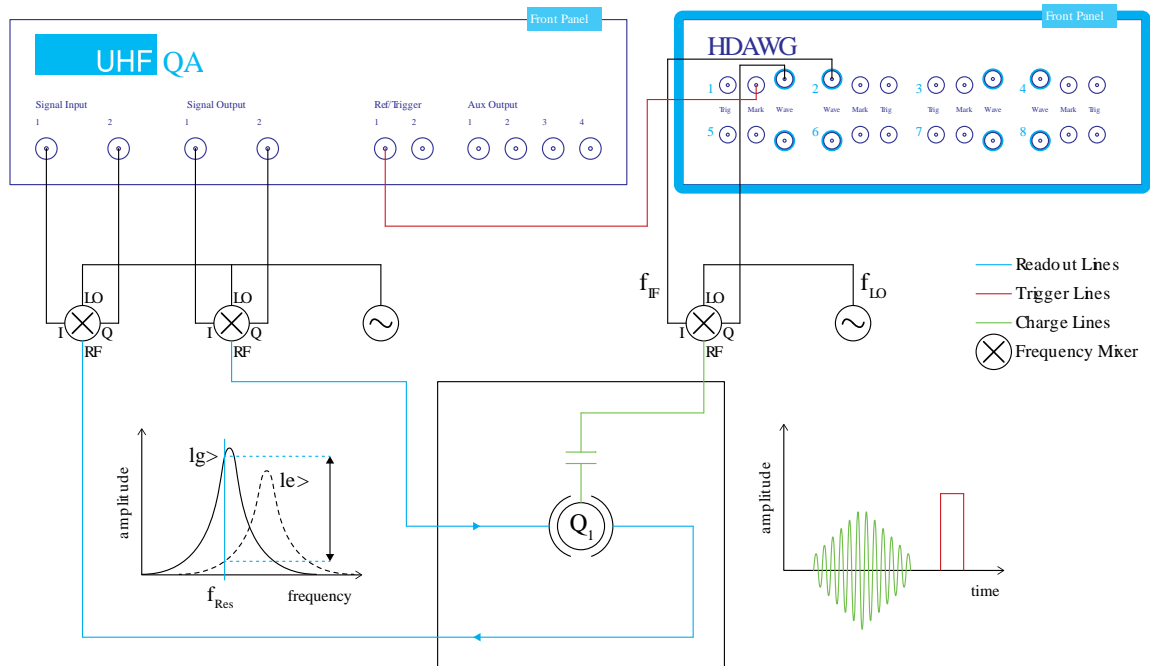 Front Panel
UHF QA
Signal Input
Signal Output
Ref/Trigger
Aux Output
1 2
1 2
1 2
1 2 3 4
Front Panel
HDAWG
1 2 3 4
Trig Mark Wave Wave Mark Trig Trig Mark Wave Wave Mark Trig
5 6 7 8
LO
I Q
RF
LO
I Q
RF
f_IF
LO
I Q
RF
f_LO
Readout Lines
Trigger Lines
Charge Lines
Frequency Mixer
amplitude
|g>
|e>
f_Res
frequency
Q_1
amplitude
time